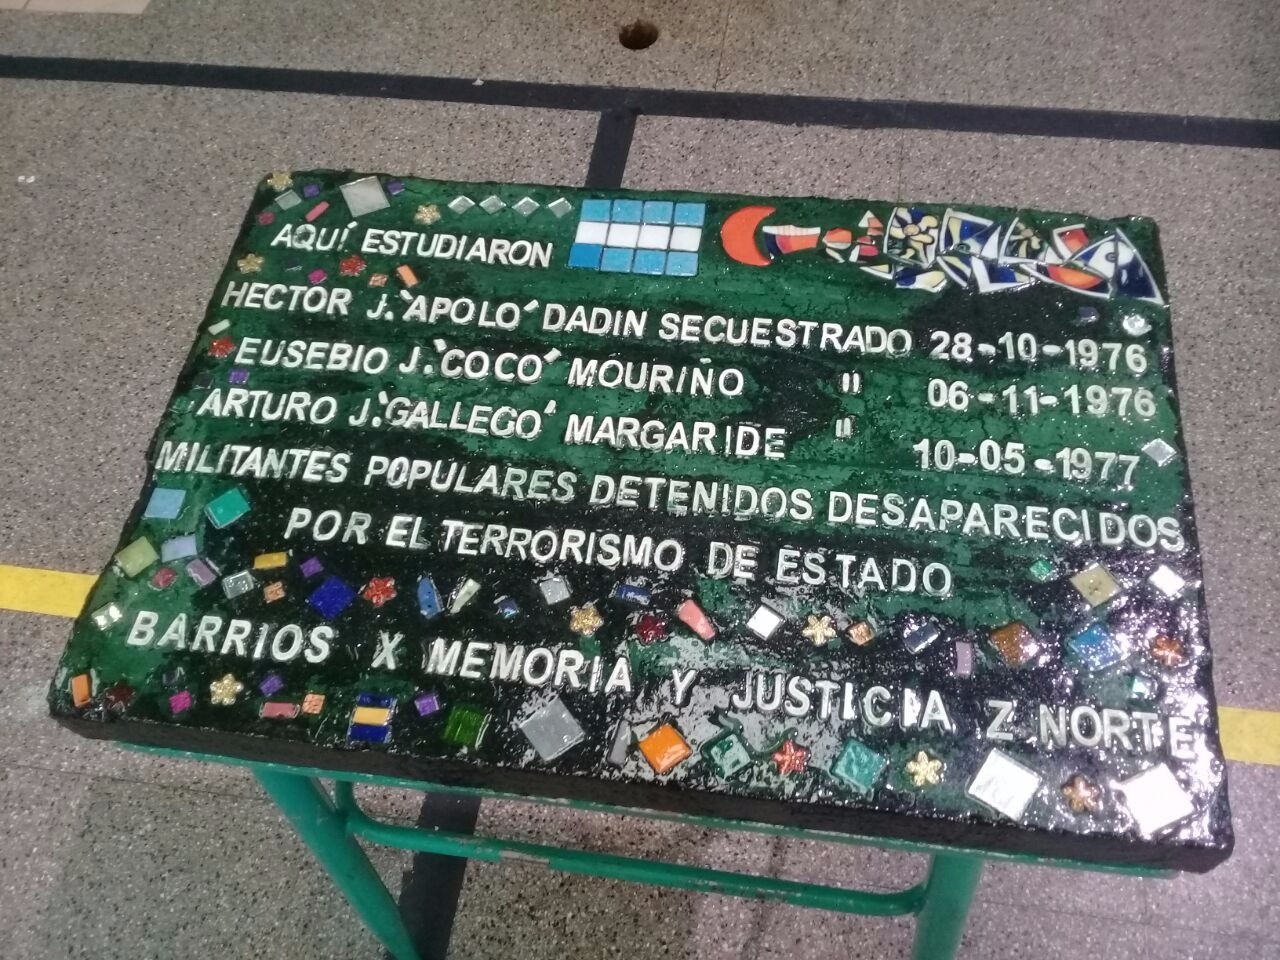 AQUÍ ESTUDIARON
HECTOR J. "APOLO" DADIN SECUESTRADO 28-10-1976
EUSEBIO J. "COCO" MOURIÑO " 06-11-1976
ARTURO J. "GALLEGO" MARGARIDE " 10-05-1977
MILITANTES POPULARES DETENIDOS DESAPARECIDOS
POR EL TERRORISMO DE ESTADO
BARRIOS X MEMORIA Y JUSTICIA Z NORTE